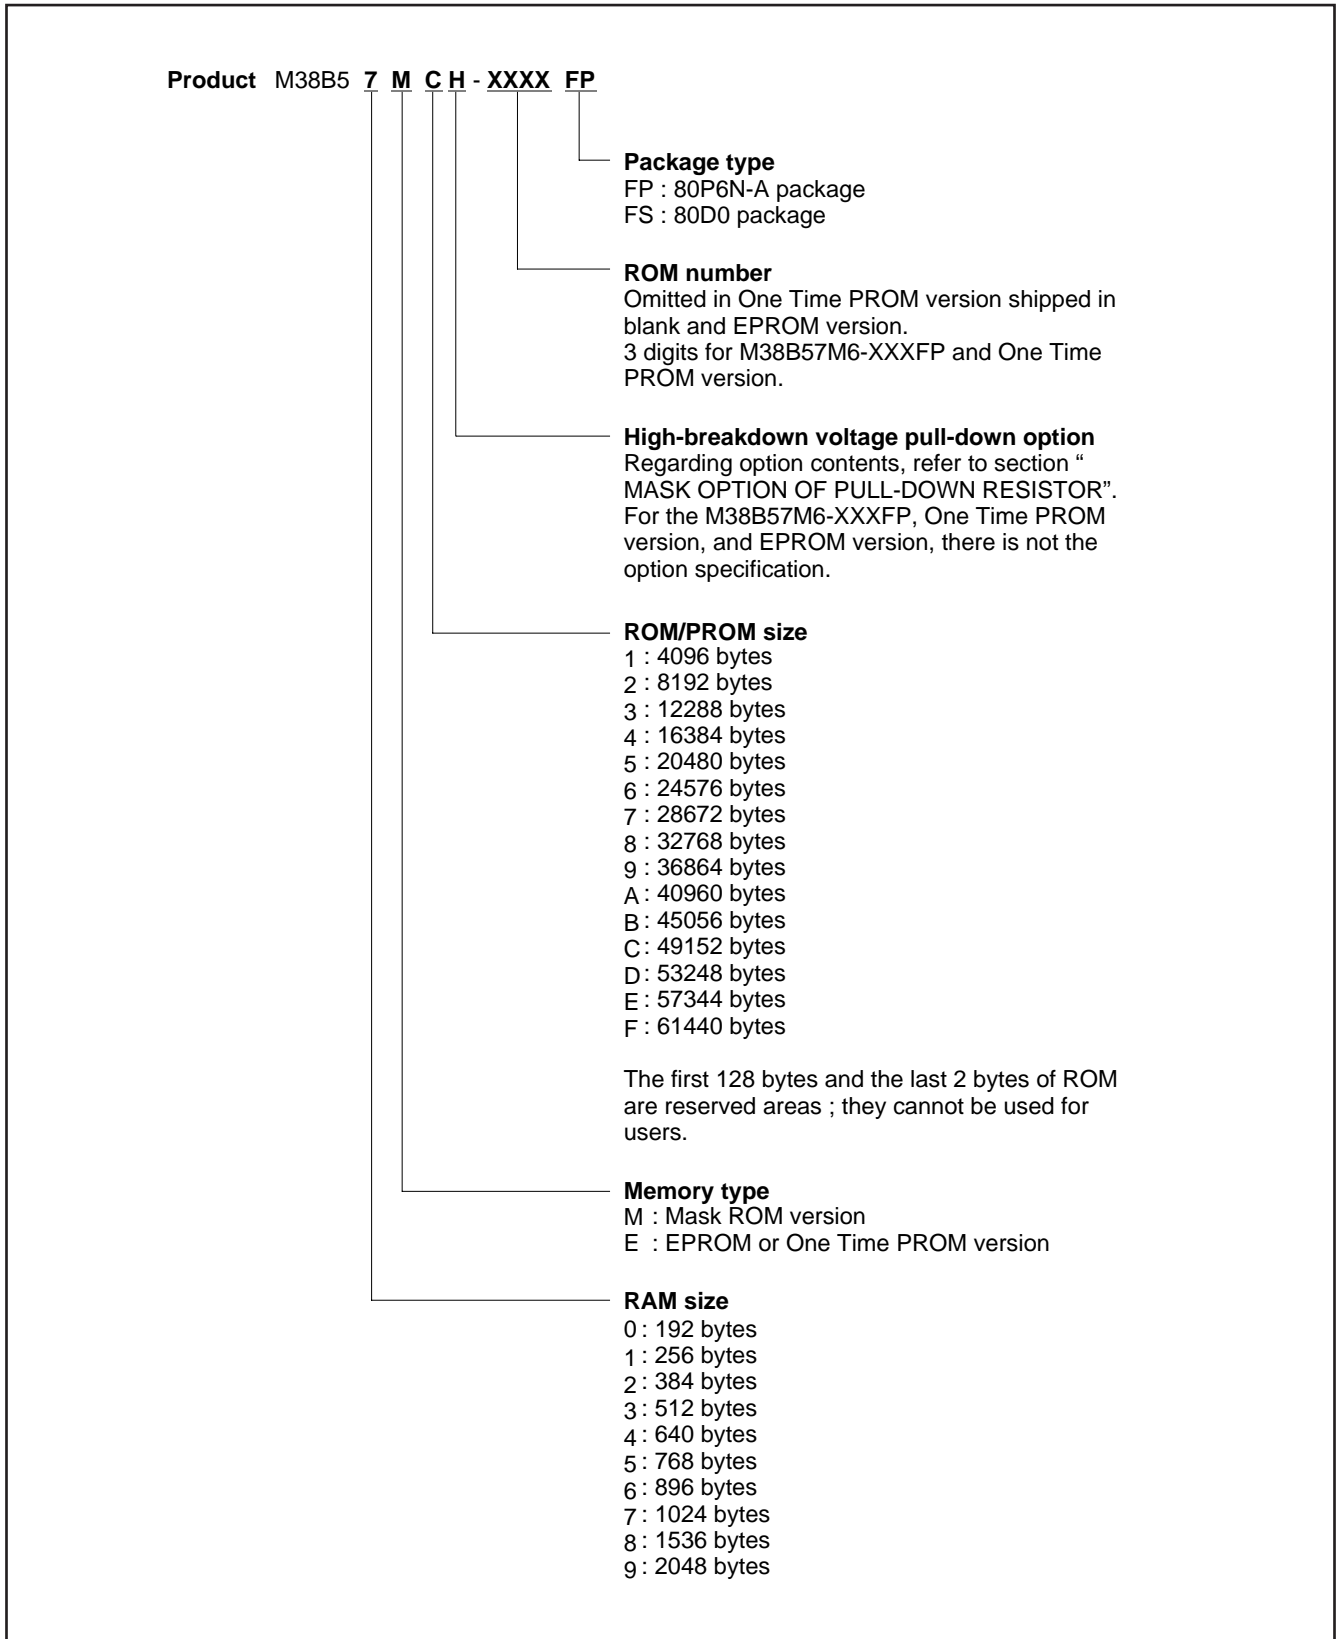 Product M38B5 7 M C H - XXXX FP
Package type
FP : 80P6N-A package
FS : 80D0 package
ROM number
Omitted in One Time PROM version shipped in
blank and EPROM version.
3 digits for M38B57M6-XXXFP and One Time
PROM version.
High-breakdown voltage pull-down option
Regarding option contents, refer to section “
MASK OPTION OF PULL-DOWN RESISTOR”.
For the M38B57M6-XXXFP, One Time PROM
version, and EPROM version, there is not the
option specification.
ROM/PROM size
1 : 4096 bytes
2 : 8192 bytes
3 : 12288 bytes
4 : 16384 bytes
5 : 20480 bytes
6 : 24576 bytes
7 : 28672 bytes
8 : 32768 bytes
9 : 36864 bytes
A : 40960 bytes
B : 45056 bytes
C : 49152 bytes
D : 53248 bytes
E : 57344 bytes
F : 61440 bytes
The first 128 bytes and the last 2 bytes of ROM
are reserved areas ; they cannot be used for
users.
Memory type
M : Mask ROM version
E : EPROM or One Time PROM version
RAM size
0 : 192 bytes
1 : 256 bytes
2 : 384 bytes
3 : 512 bytes
4 : 640 bytes
5 : 768 bytes
6 : 896 bytes
7 : 1024 bytes
8 : 1536 bytes
9 : 2048 bytes